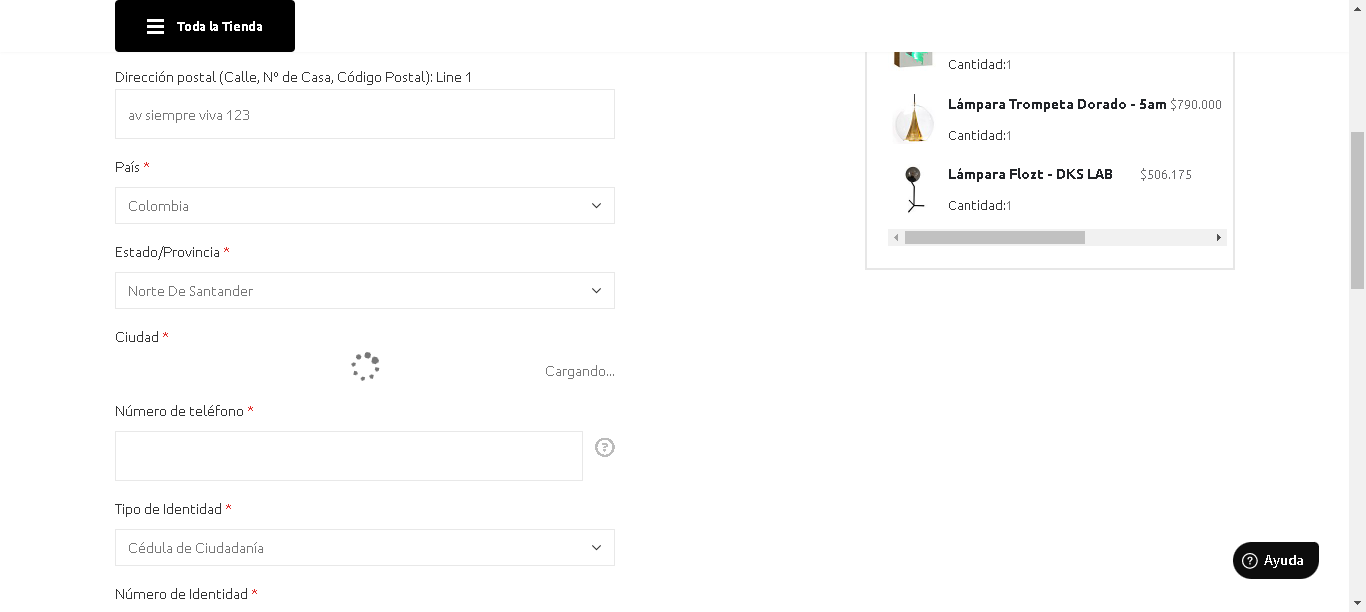 Toda la Tienda
Dirección postal (Calle, Nº de Casa, Código Postal): Line 1
av siempre viva 123
País *
Colombia
Estado/Provincia *
Norte De Santander
Ciudad *
Cargando...
Número de teléfono *
?
Tipo de Identidad *
Cédula de Ciudadanía
Número de Identidad *
Cantidad:1
Lámpara Trompeta Dorado - 5am $790.000
Cantidad:1
Lámpara Flozt - DKS LAB $506.175
Cantidad:1
? Ayuda